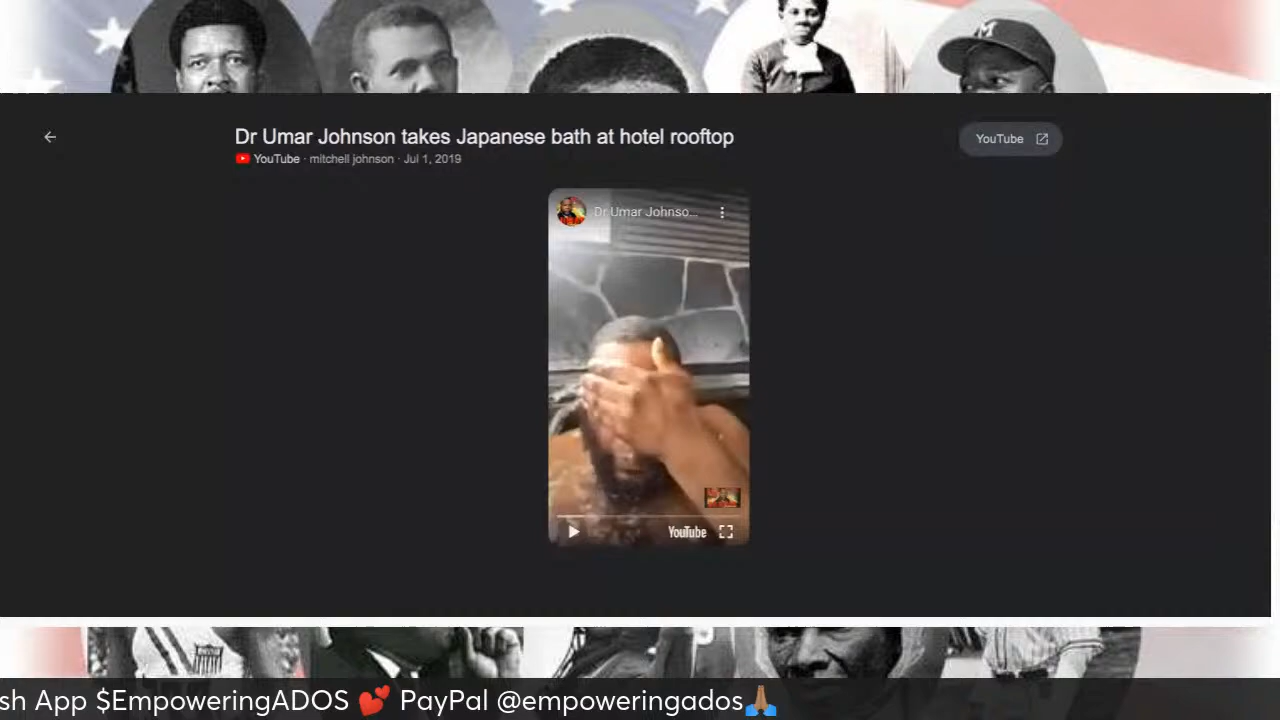 Dr Umar Johnson takes Japanese bath at hotel rooftop
YouTube
YouTube · mitchell johnson · Jul 1, 2019
Dr Umar Johnso...
YouTube
M
sh App $EmpoweringADOS 💕 PayPal @empoweringados🙏🏽